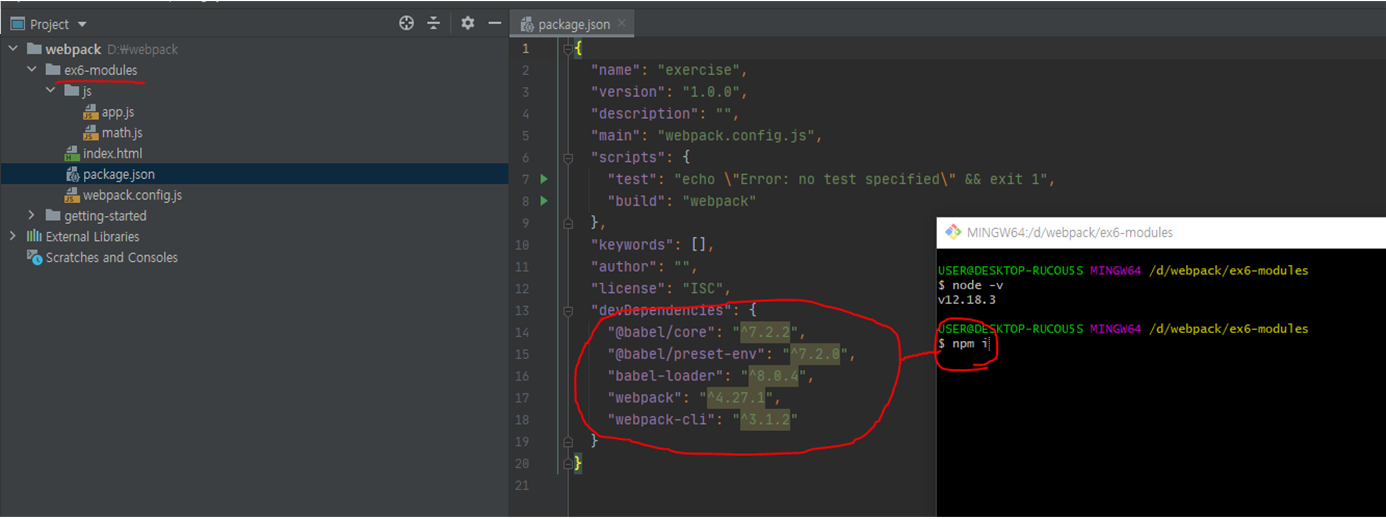 Project
webpack D:\webpack
ex6-modules
js
app.js
math.js
index.html
package.json
webpack.config.js
getting-started
External Libraries
Scratches and Consoles
package.json
1 {
2 "name": "exercise",
3 "version": "1.0.0",
4 "description": "",
5 "main": "webpack.config.js",
6 "scripts": {
7 "test": "echo \"Error: no test specified\" && exit 1",
8 "build": "webpack"
9 },
10 "keywords": [],
11 "author": "",
12 "license": "ISC",
13 "devDependencies": {
14 "@babel/core": "^7.2.2",
15 "@babel/preset-env": "^7.2.0",
16 "babel-loader": "^8.0.4",
17 "webpack": "^4.27.1",
18 "webpack-cli": "^3.1.2"
19 }
20 }
21
MINGW64:/d/webpack/ex6-modules
USER@DESKTOP-RUCOU5S MINGW64 /d/webpack/ex6-modules
$ node -v
v12.18.3
USER@DESKTOP-RUCOU5S MINGW64 /d/webpack/ex6-modules
$ npm i